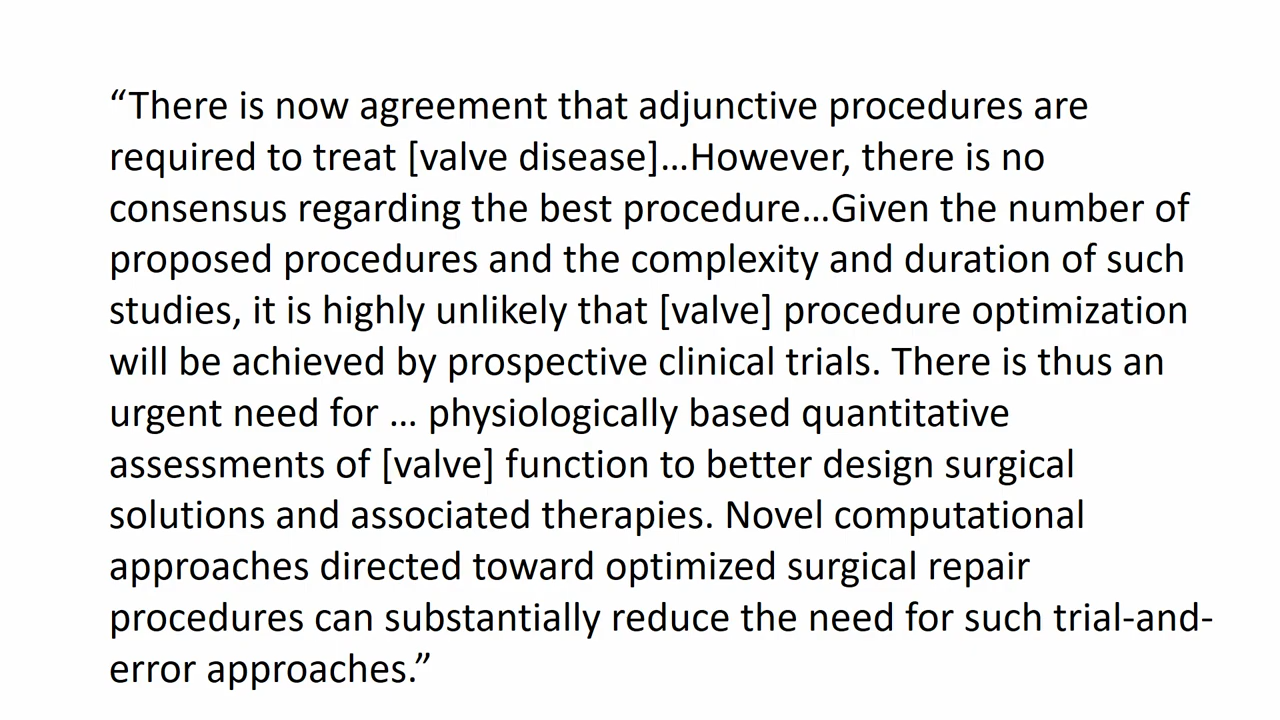 “There is now agreement that adjunctive procedures are
required to treat [valve disease]…However, there is no
consensus regarding the best procedure…Given the number of
proposed procedures and the complexity and duration of such
studies, it is highly unlikely that [valve] procedure optimization
will be achieved by prospective clinical trials. There is thus an
urgent need for … physiologically based quantitative
assessments of [valve] function to better design surgical
solutions and associated therapies. Novel computational
approaches directed toward optimized surgical repair
procedures can substantially reduce the need for such trial-and-
error approaches.”